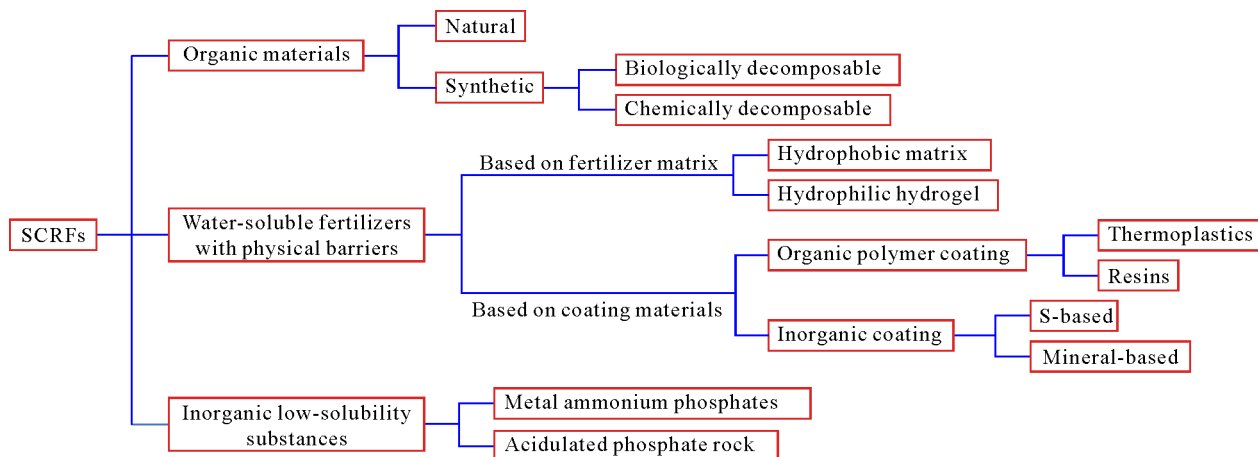 Natural
Organic materials
Biologically decomposable
Synthetic
Chemically decomposable
Based on fertilizer matrix
Hydrophobic matrix
Hydrophilic hydrogel
SCRFs
Water-soluble fertilizers
with physical barriers
Thermoplastics
Organic polymer coating
Resins
Based on coating materials
S-based
Inorganic coating
Mineral-based
Inorganic low-solubility
substances
Metal ammonium phosphates
Acidulated phosphate rock